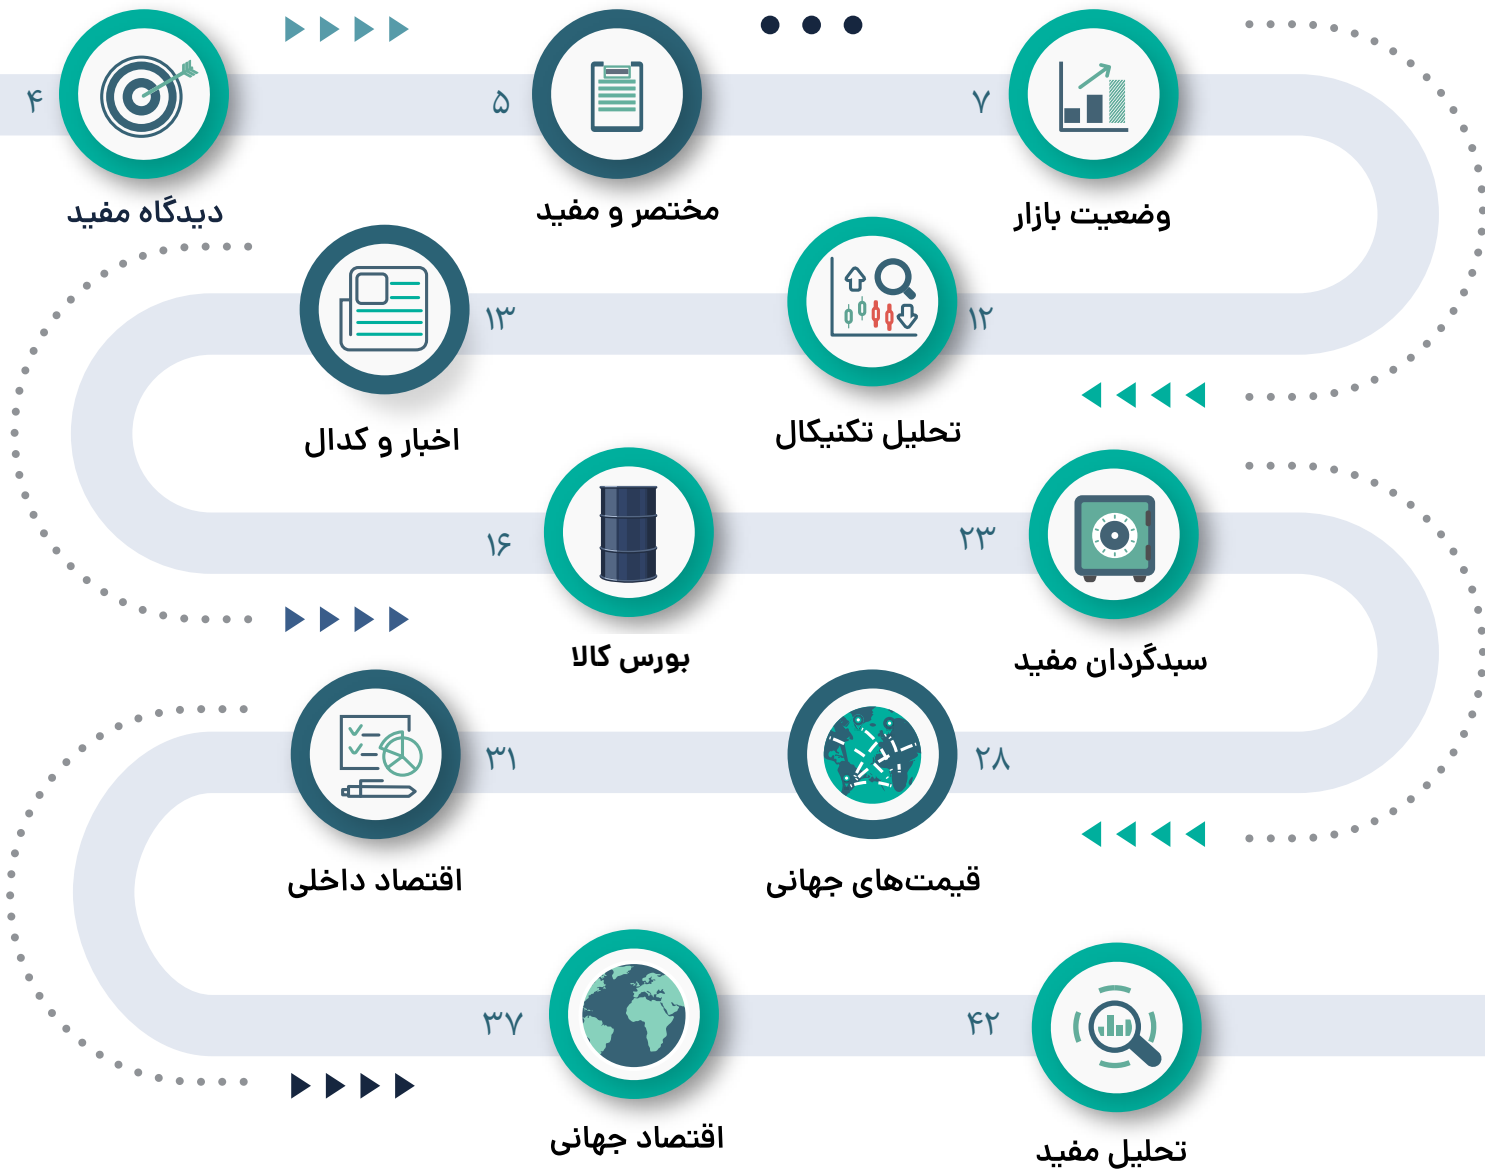 ۴
دیدگاه مفید
۵
مختصر و مفید
۷
وضعیت بازار
۱۲
تحلیل تکنیکال
۱۳
اخبار و کدال
۱۶
بورس کالا
۲۳
سبدگردان مفید
۲۸
قیمت‌های جهانی
۳۱
اقتصاد داخلی
۳۷
اقتصاد جهانی
۴۲
تحلیل مفید